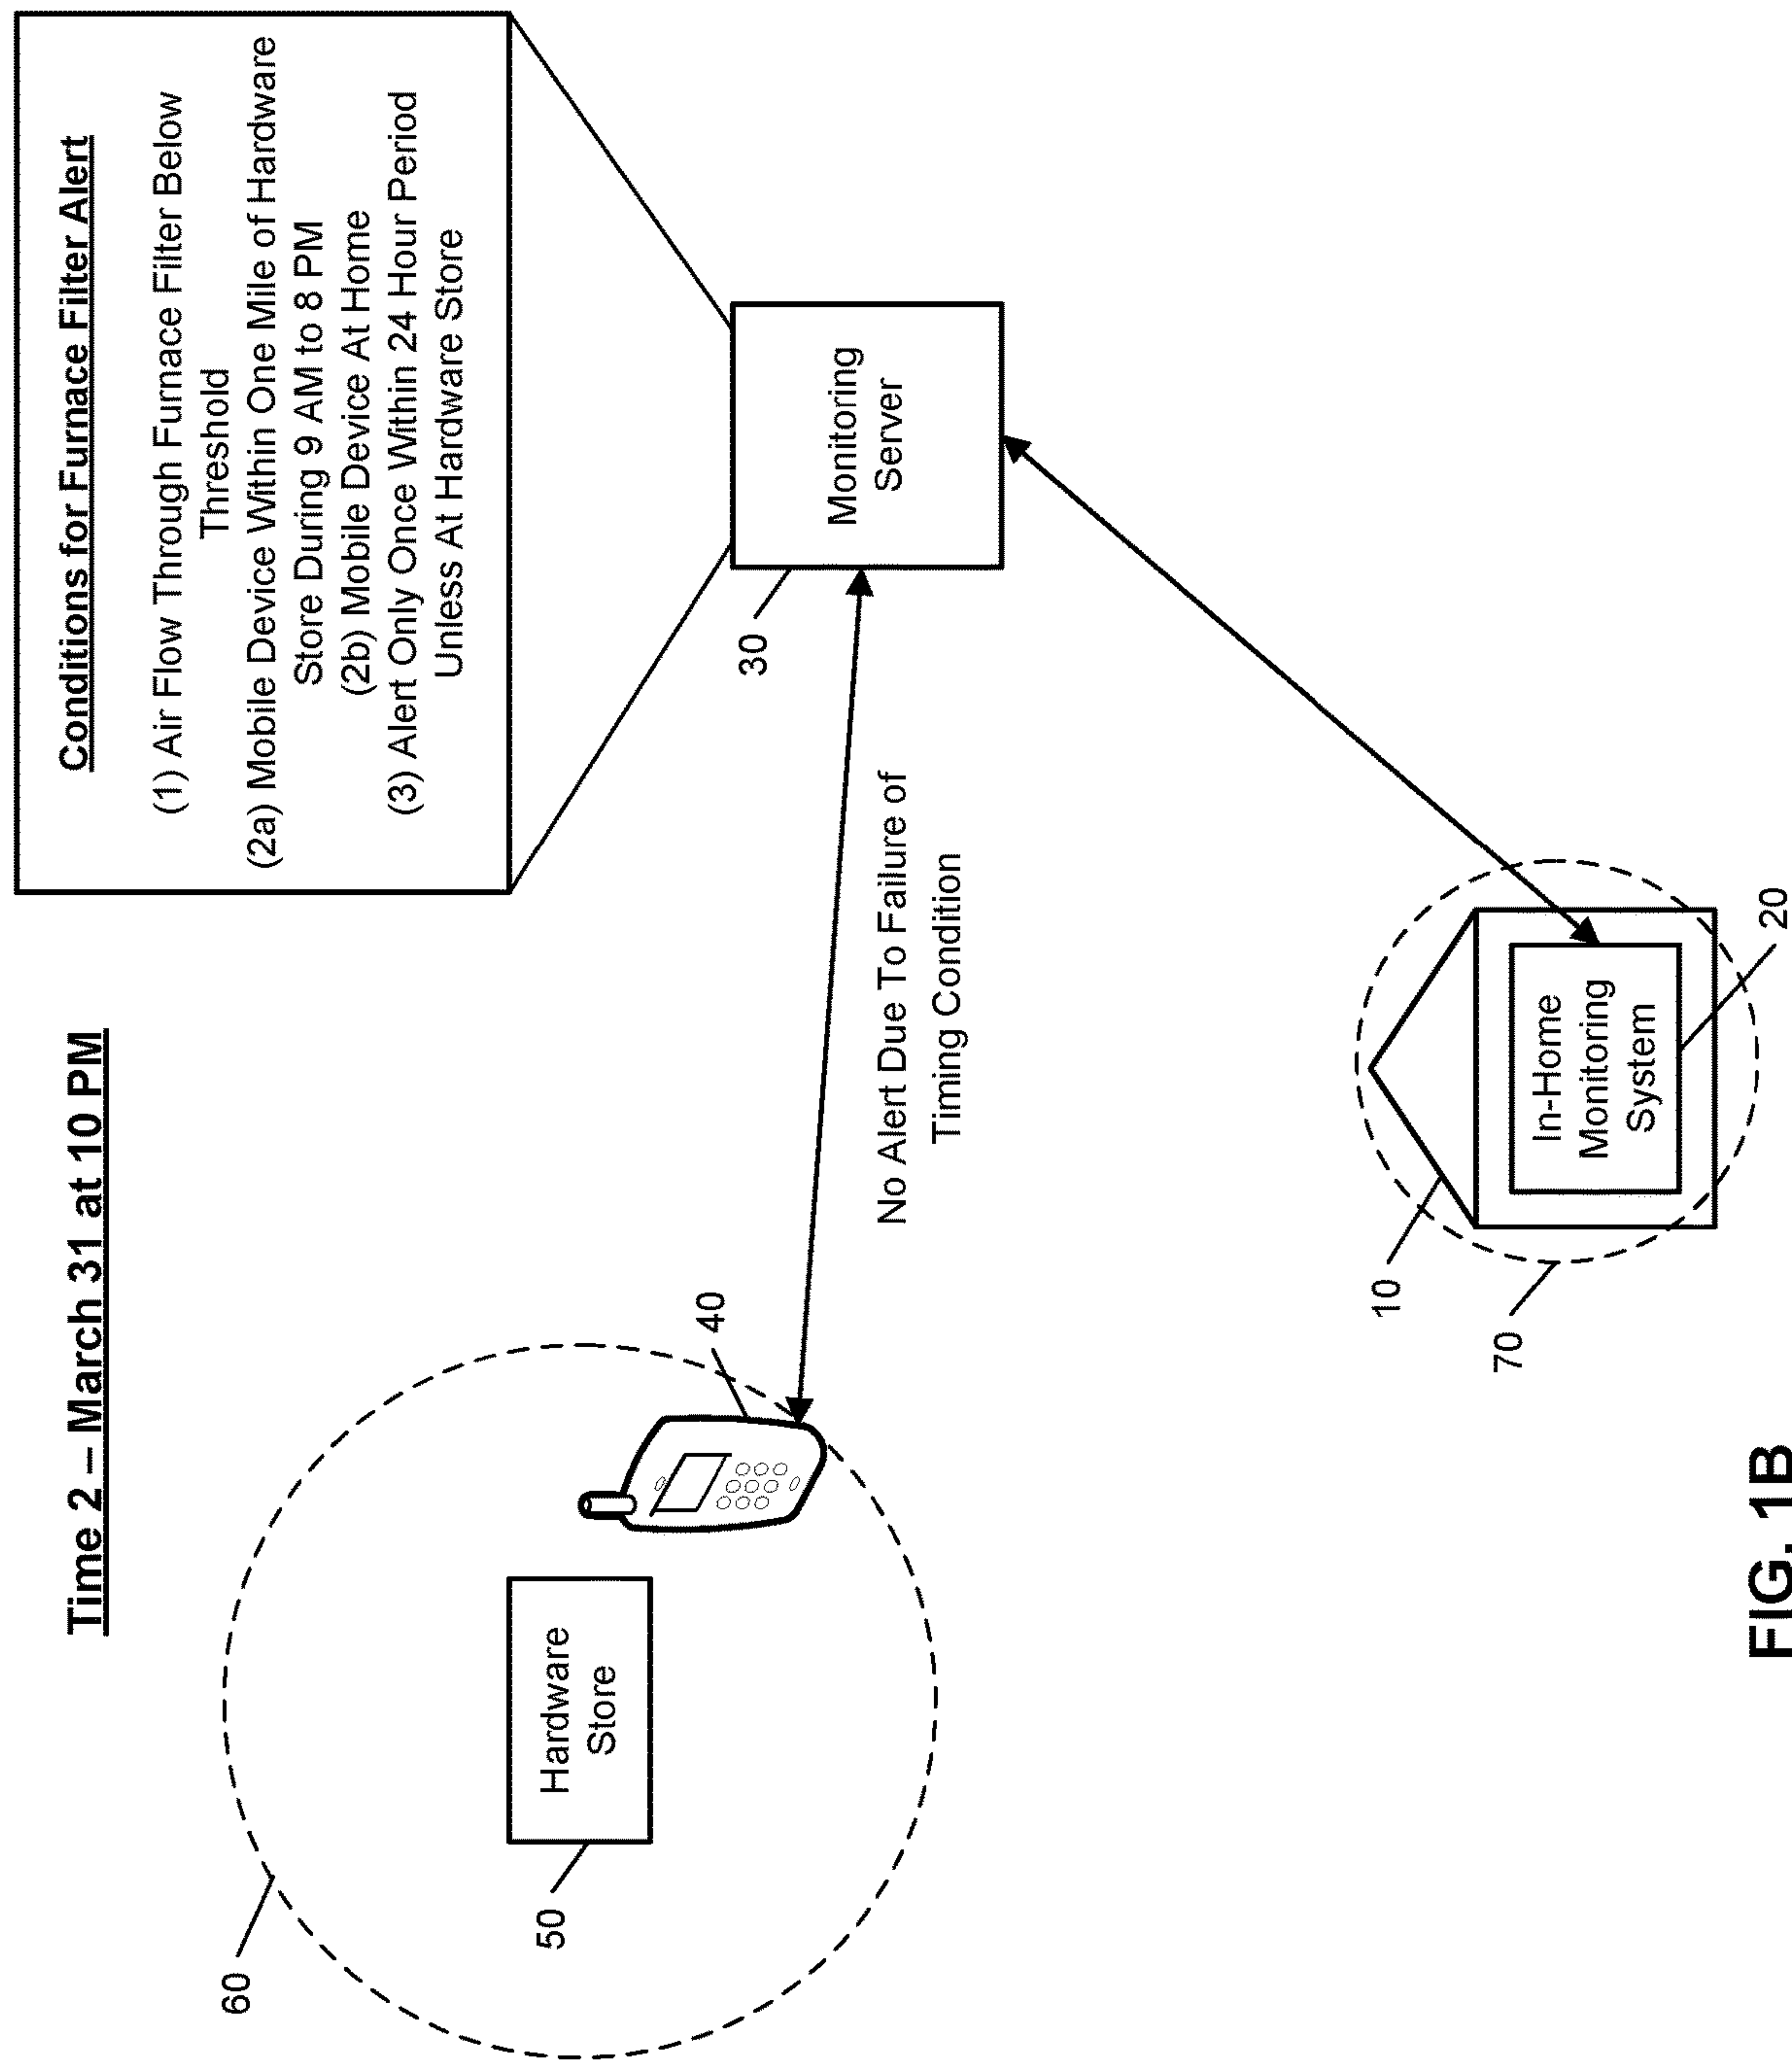 Time 2 – March 31 at 10 PM
Conditions for Furnace Filter Alert
(1) Air Flow Through Furnace Filter Below
Threshold
(2a) Mobile Device Within One Mile of Hardware
Store During 9 AM to 8 PM
(2b) Mobile Device At Home
(3) Alert Only Once Within 24 Hour Period
Unless At Hardware Store
60
50
Hardware
Store
40
No Alert Due To Failure of
Timing Condition
30
Monitoring
Server
10
70
In-Home
Monitoring
System
20
FIG. 1B